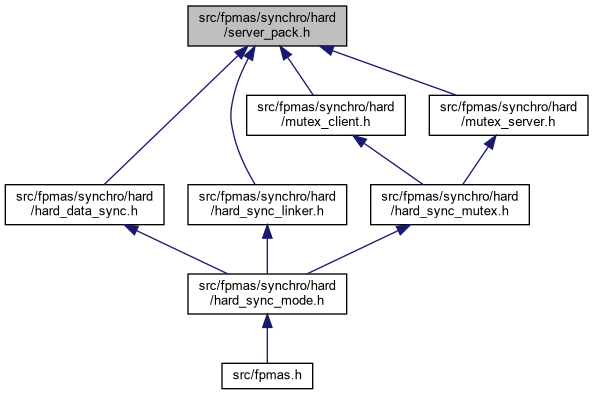 src/fpmas/synchro/hard
/server_pack.h
src/fpmas/synchro/hard
/mutex_client.h
src/fpmas/synchro/hard
/mutex_server.h
src/fpmas/synchro/hard
/hard_data_sync.h
src/fpmas/synchro/hard
/hard_sync_linker.h
src/fpmas/synchro/hard
/hard_sync_mutex.h
src/fpmas/synchro/hard
/hard_sync_mode.h
src/fpmas.h